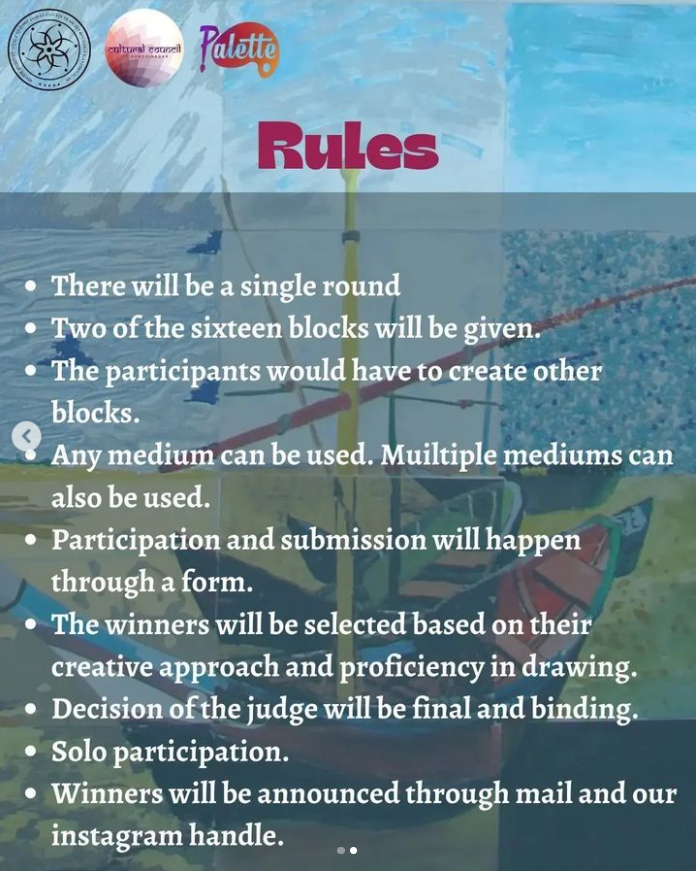 cultural council
Palette
Rules
• There will be a single round
• Two of the sixteen blocks will be given.
• The participants would have to create other
blocks.
• Any medium can be used. Muiltiple mediums can
also be used.
• Participation and submission will happen
through a form.
• The winners will be selected based on their
creative approach and proficiency in drawing.
• Decision of the judge will be final and binding.
• Solo participation.
• Winners will be announced through mail and our
instagram handle.